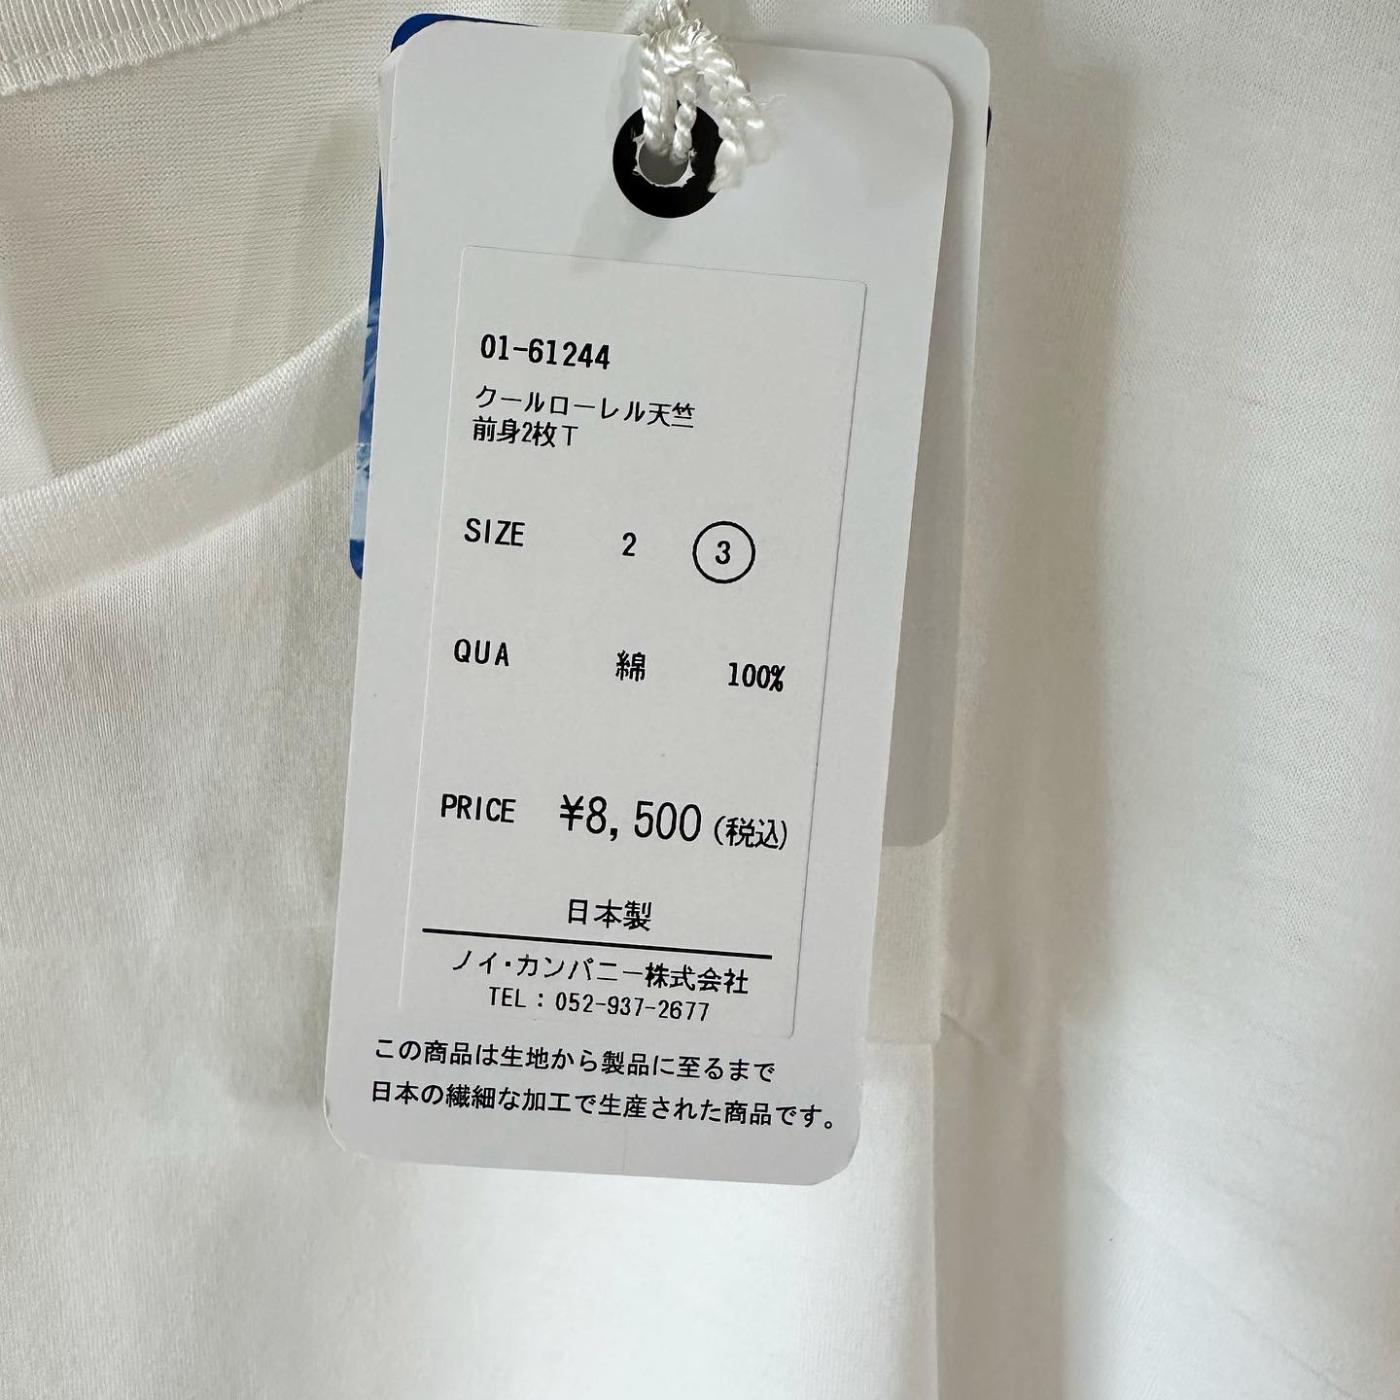 01-61244
クールローレル天竺
前身2枚T
SIZE 2 3
QUA 綿 100%
PRICE ¥8,500(税込)
日本製
ノイ・カンパニー株式会社
TEL : 052-937-2677
この商品は生地から製品に至るまで
日本の繊細な加工で生産された商品です。